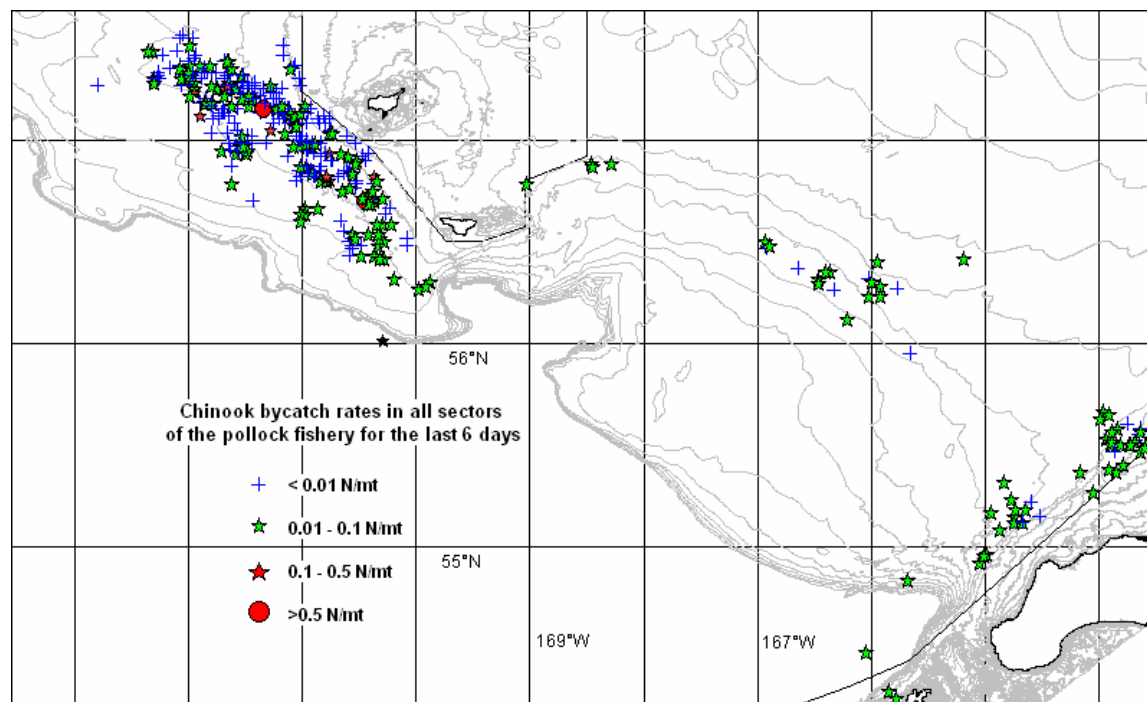 56°N
Chinook bycatch rates in all sectors
of the pollock fishery for the last 6 days
< 0.01 N/mt
0.01 - 0.1 N/mt
0.1 - 0.5 N/mt
>0.5 N/mt
55°N
169°W
167°W